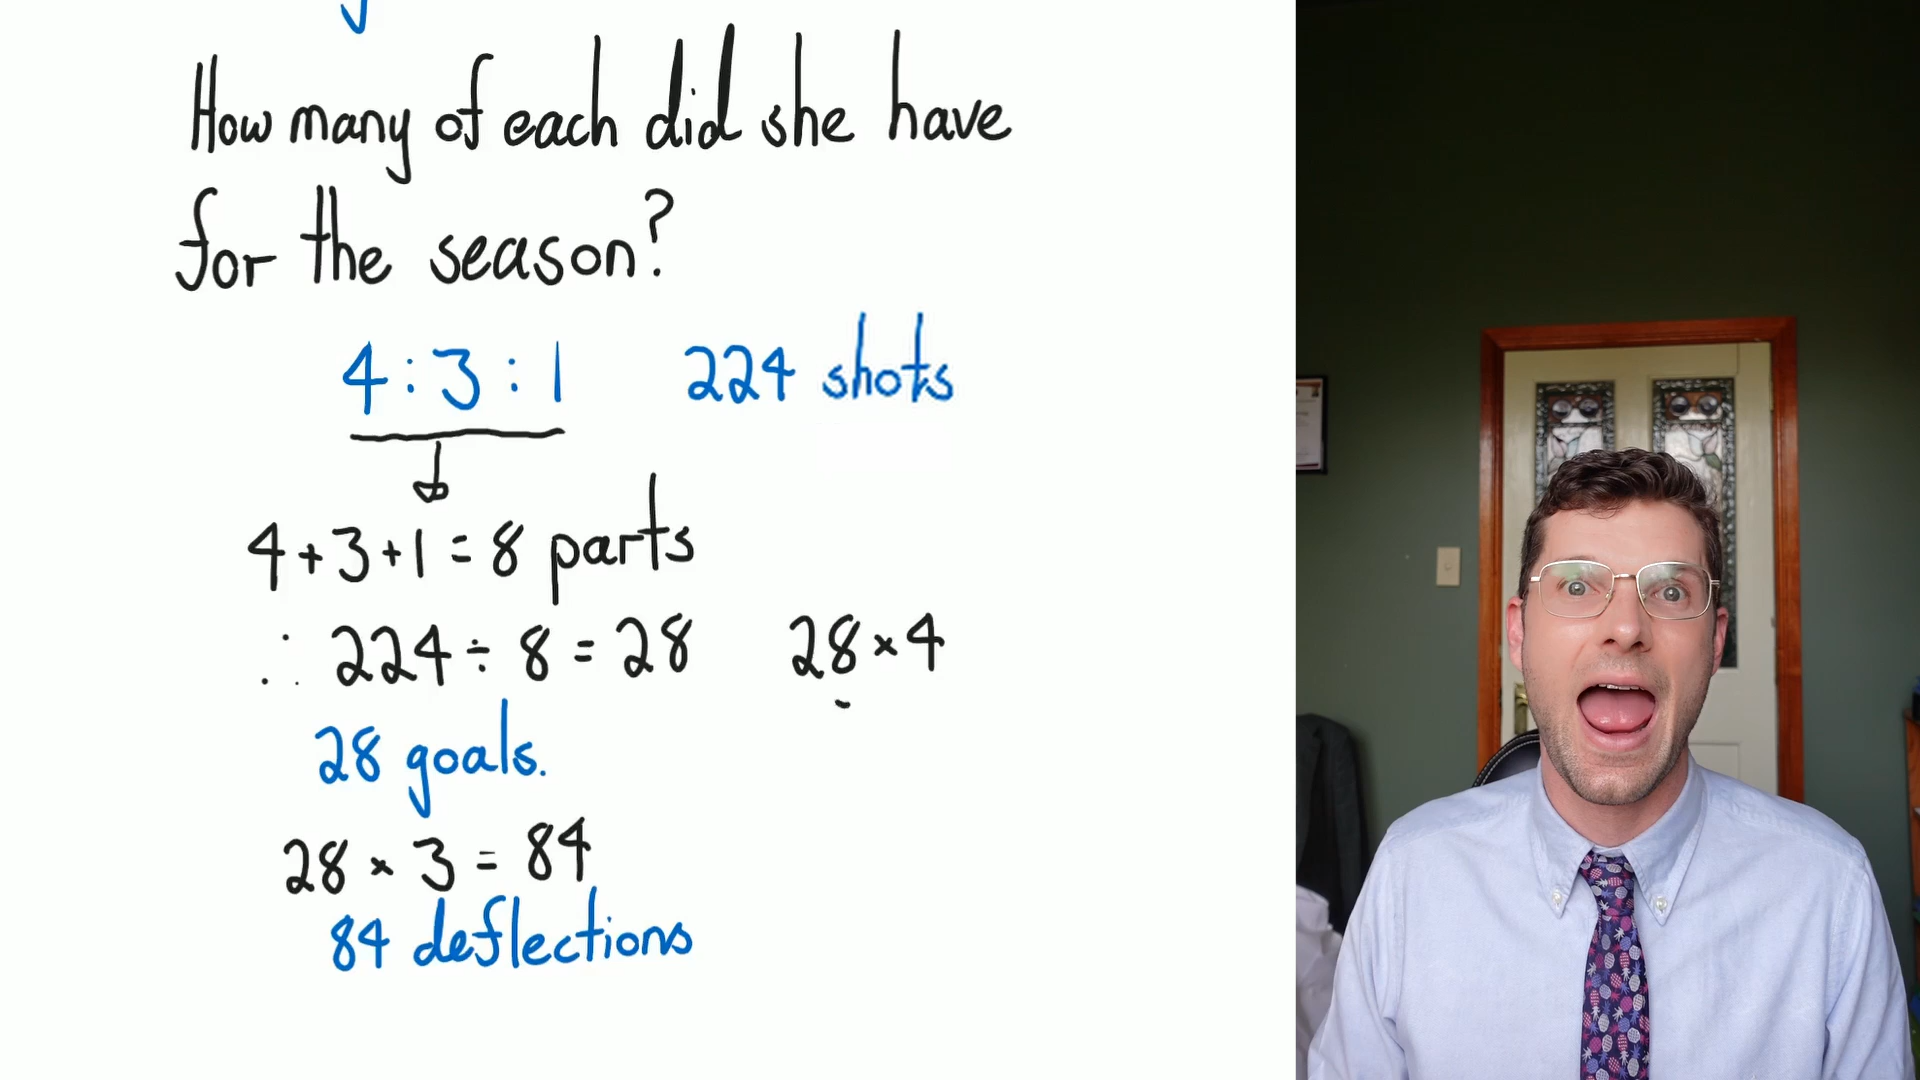 How many of each did she have
for the season?
4 : 3 : 1 224 shots
4 + 3 + 1 = 8 parts
∴ 224 ÷ 8 = 28 28 × 4
28 goals.
28 × 3 = 84
84 deflections